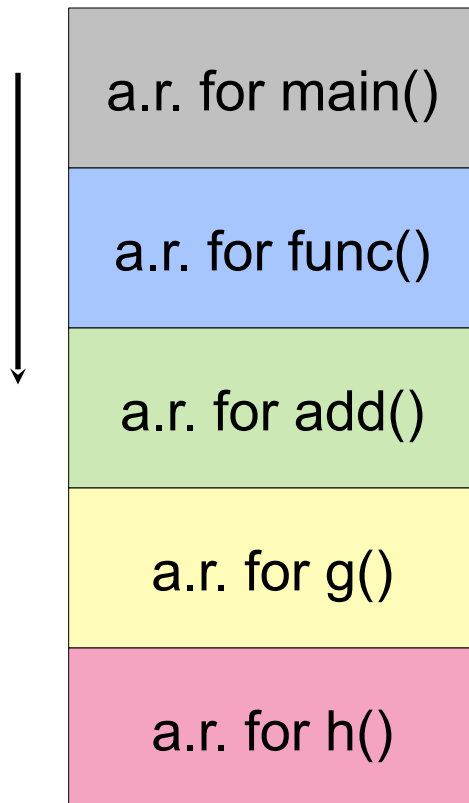 a.r. for main()
a.r. for func()
a.r. for add()
a.r. for g()
a.r. for h()